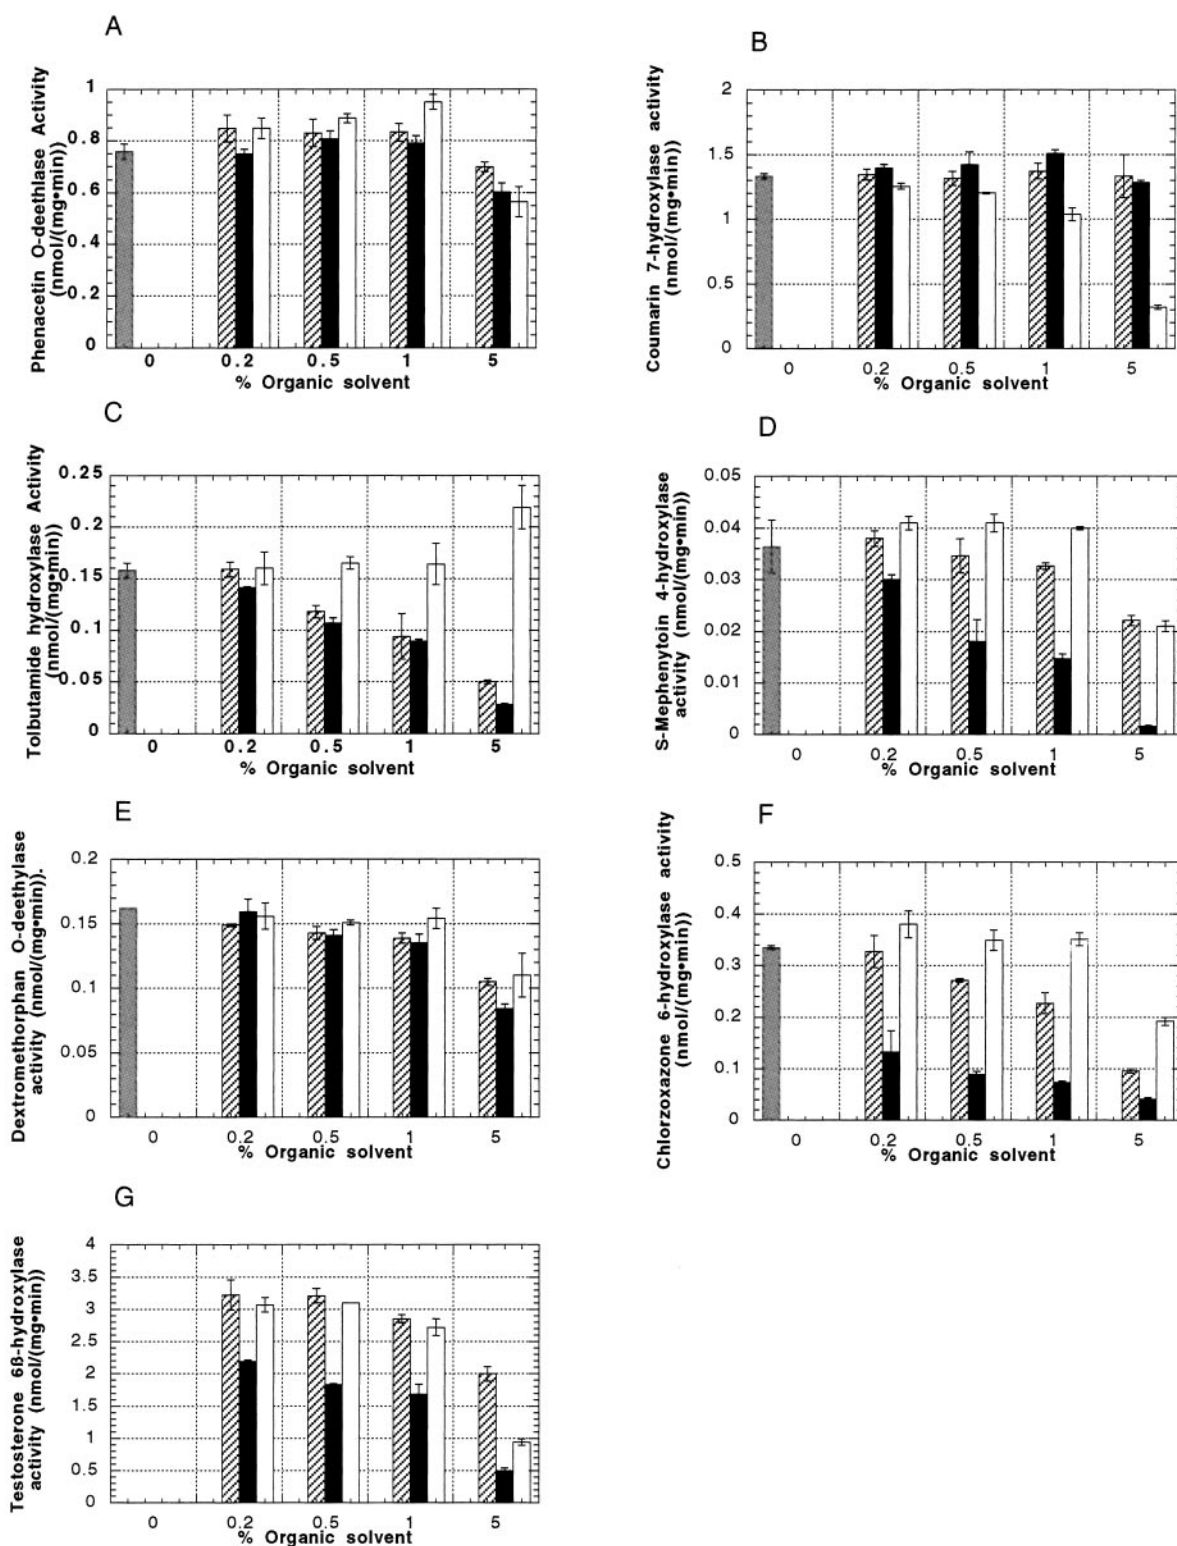 A
Phenacetin O-deethlase Activity
(nmol/(mg•min))
1
0.8
0.6
0.4
0.2
0
0 0.2 0.5 1 5
% Organic solvent
B
Coumarin 7-hydroxylase activity
(nmol/(mg•min))
2
1.5
1
0.5
0
0 0.2 0.5 1 5
% Organic solvent
C
Tolbutamide hydroxylase Activity
(nmol/(mg•min))
0.25
0.2
0.15
0.1
0.05
0
0 0.2 0.5 1 5
% Organic solvent
D
S-Mephenytoin 4-hydroxylase
activity (nmol/(mg•min))
0.05
0.04
0.03
0.02
0.01
0
0 0.2 0.5 1 5
% Organic solvent
E
Dextromethorphan O-deethylase
activity (nmol/(mg•min)).
0.2
0.15
0.1
0.05
0
0 0.2 0.5 1 5
% Organic solvent
F
Chlorzoxazone 6-hydroxylase activity
(nmol/(mg•min))
0.5
0.4
0.3
0.2
0.1
0
0 0.2 0.5 1 5
% Organic solvent
G
Testosterone 6ß-hydroxylase
activity (nmol/(mg•min))
4
3.5
3
2.5
2
1.5
1
0.5
0
0 0.2 0.5 1 5
% Organic solvent